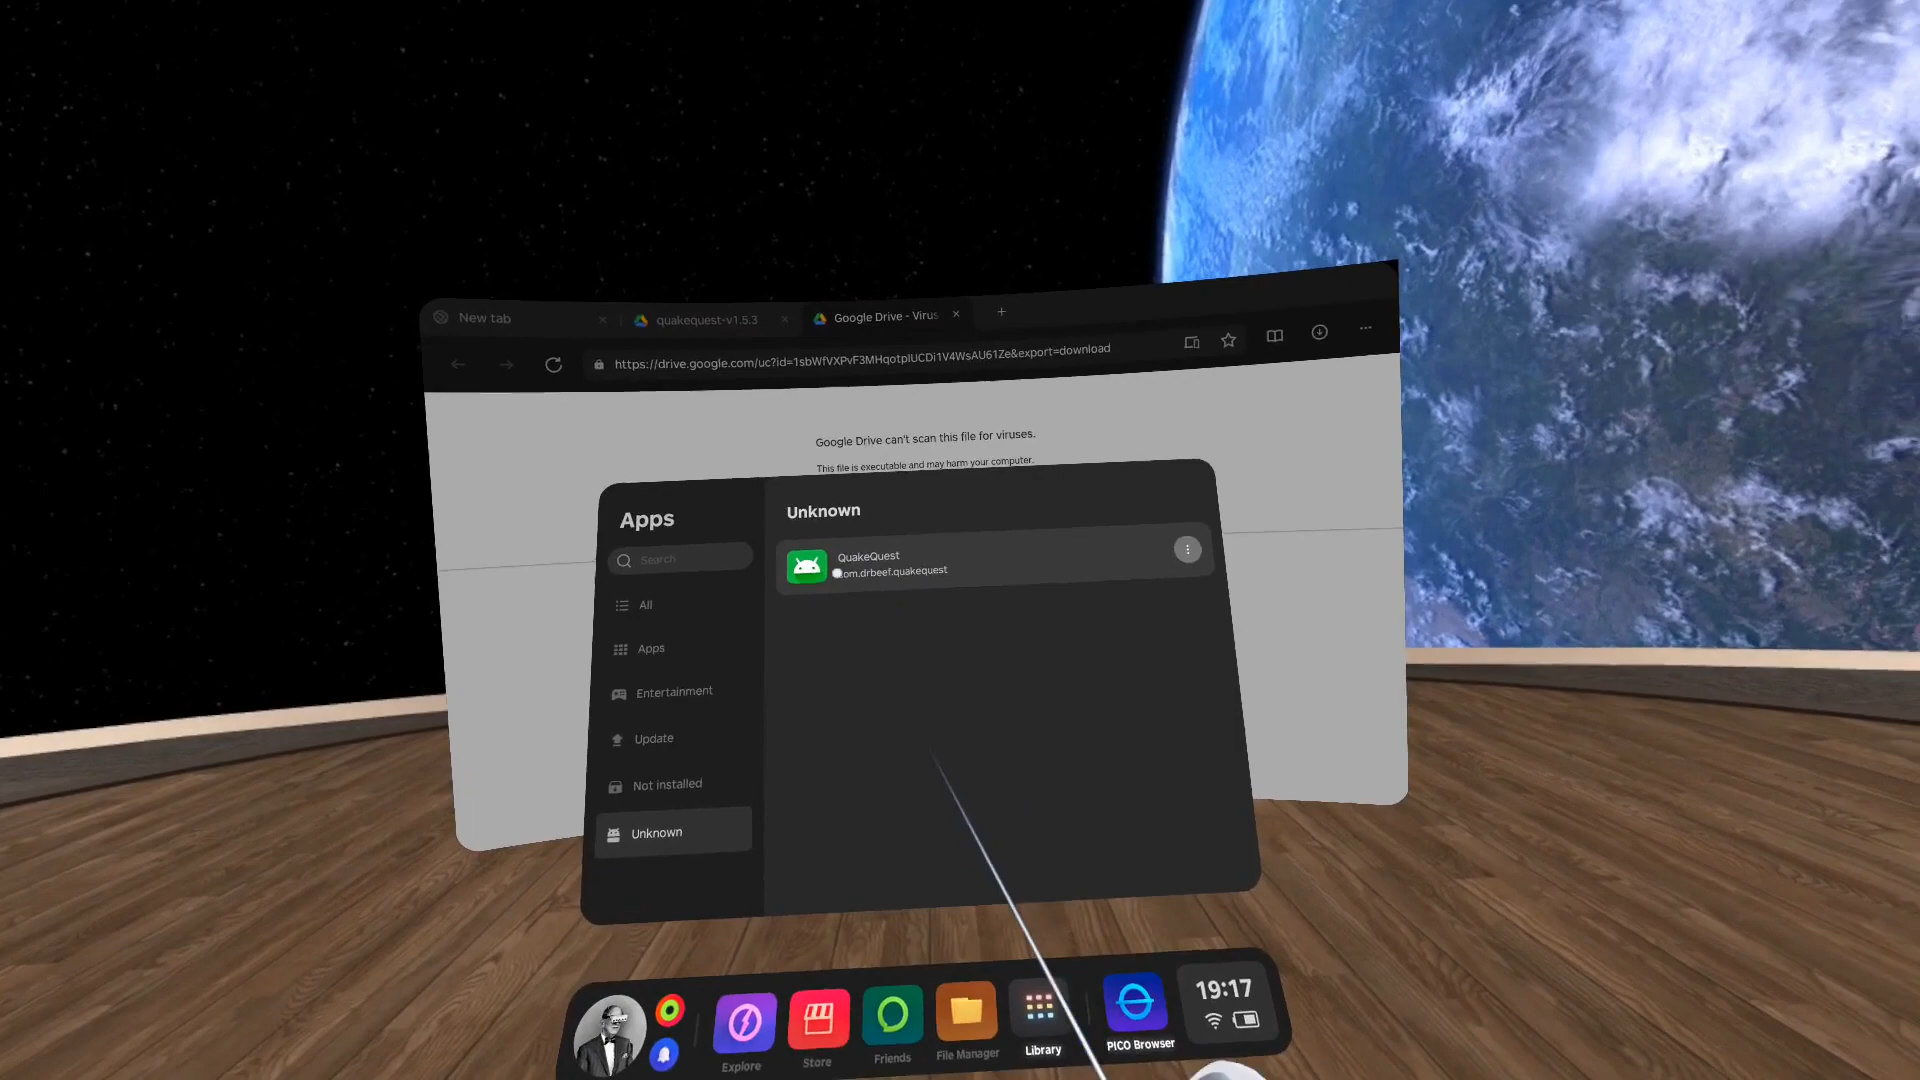 New tab
quakequest-v1.5.3
Google Drive - Virus
https://drive.google.com/uc?id=1sbWfVXPvF3MHqotplUCDi1V4WsAU61Ze&export=download
Google Drive can't scan this file for viruses.
This file is executable and may harm your computer.
Apps
Search
All
Apps
Entertainment
Update
Not installed
Unknown
Unknown
QuakeQuest
com.drbeef.quakequest
Explore
Store
Friends
File Manager
Library
PICO Browser
19:17